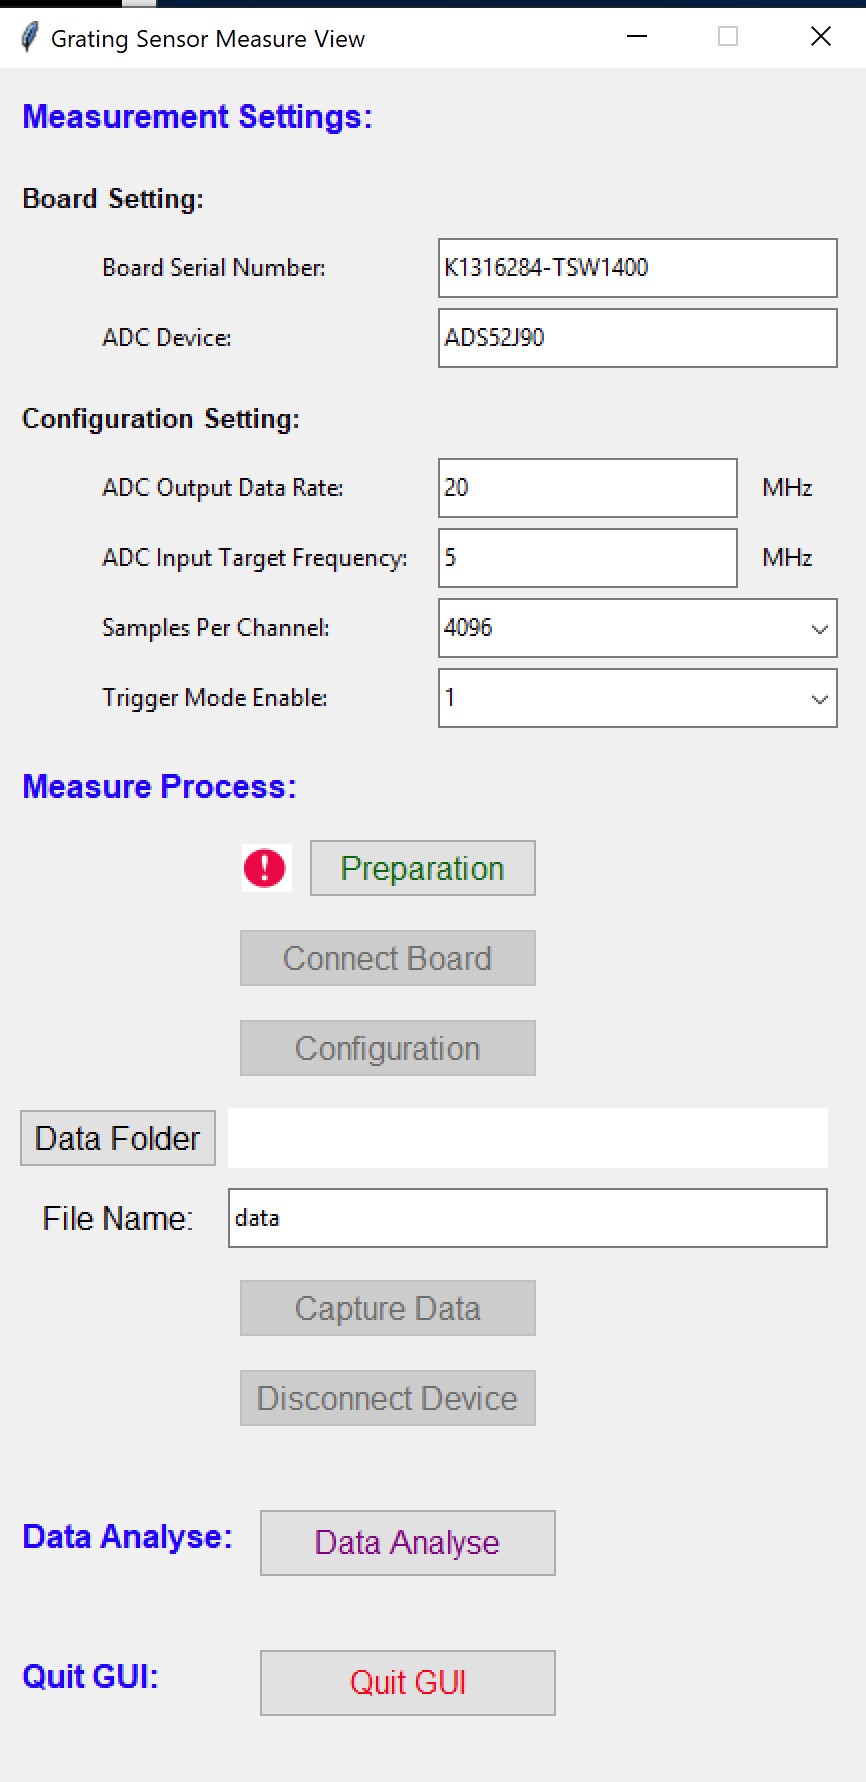 Grating Sensor Measure View
Measurement Settings:
Board Setting:
Board Serial Number: K1316284-TSW1400
ADC Device: ADS52J90
Configuration Setting:
ADC Output Data Rate: 20 MHz
ADC Input Target Frequency: 5 MHz
Samples Per Channel: 4096
Trigger Mode Enable: 1
Measure Process:
! Preparation
Connect Board
Configuration
Data Folder
File Name: data
Capture Data
Disconnect Device
Data Analyse: Data Analyse
Quit GUI: Quit GUI